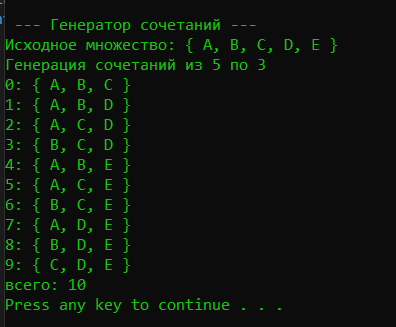 --- Генератор сочетаний ---
Исходное множество: { A, B, C, D, E }
Генерация сочетаний из 5 по 3
0: { A, B, C }
1: { A, B, D }
2: { A, C, D }
3: { B, C, D }
4: { A, B, E }
5: { A, C, E }
6: { B, C, E }
7: { A, D, E }
8: { B, D, E }
9: { C, D, E }
всего: 10
Press any key to continue . . .